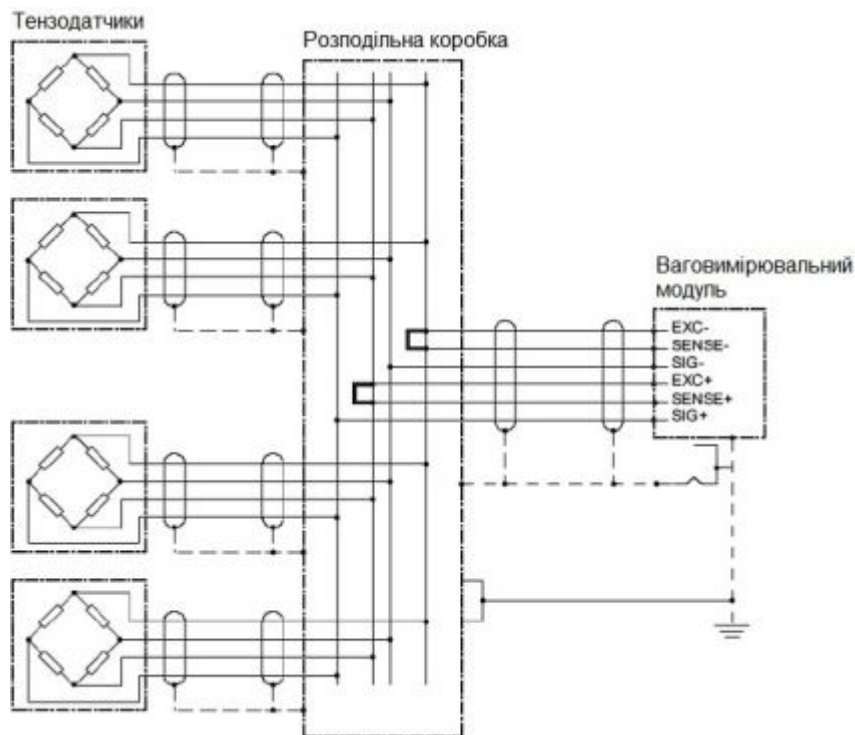 Тензодатчики
Розподільна коробка
Ваговимірювальний
модуль
EXC-
SENSE-
SIG-
EXC+
SENSE+
SIG+